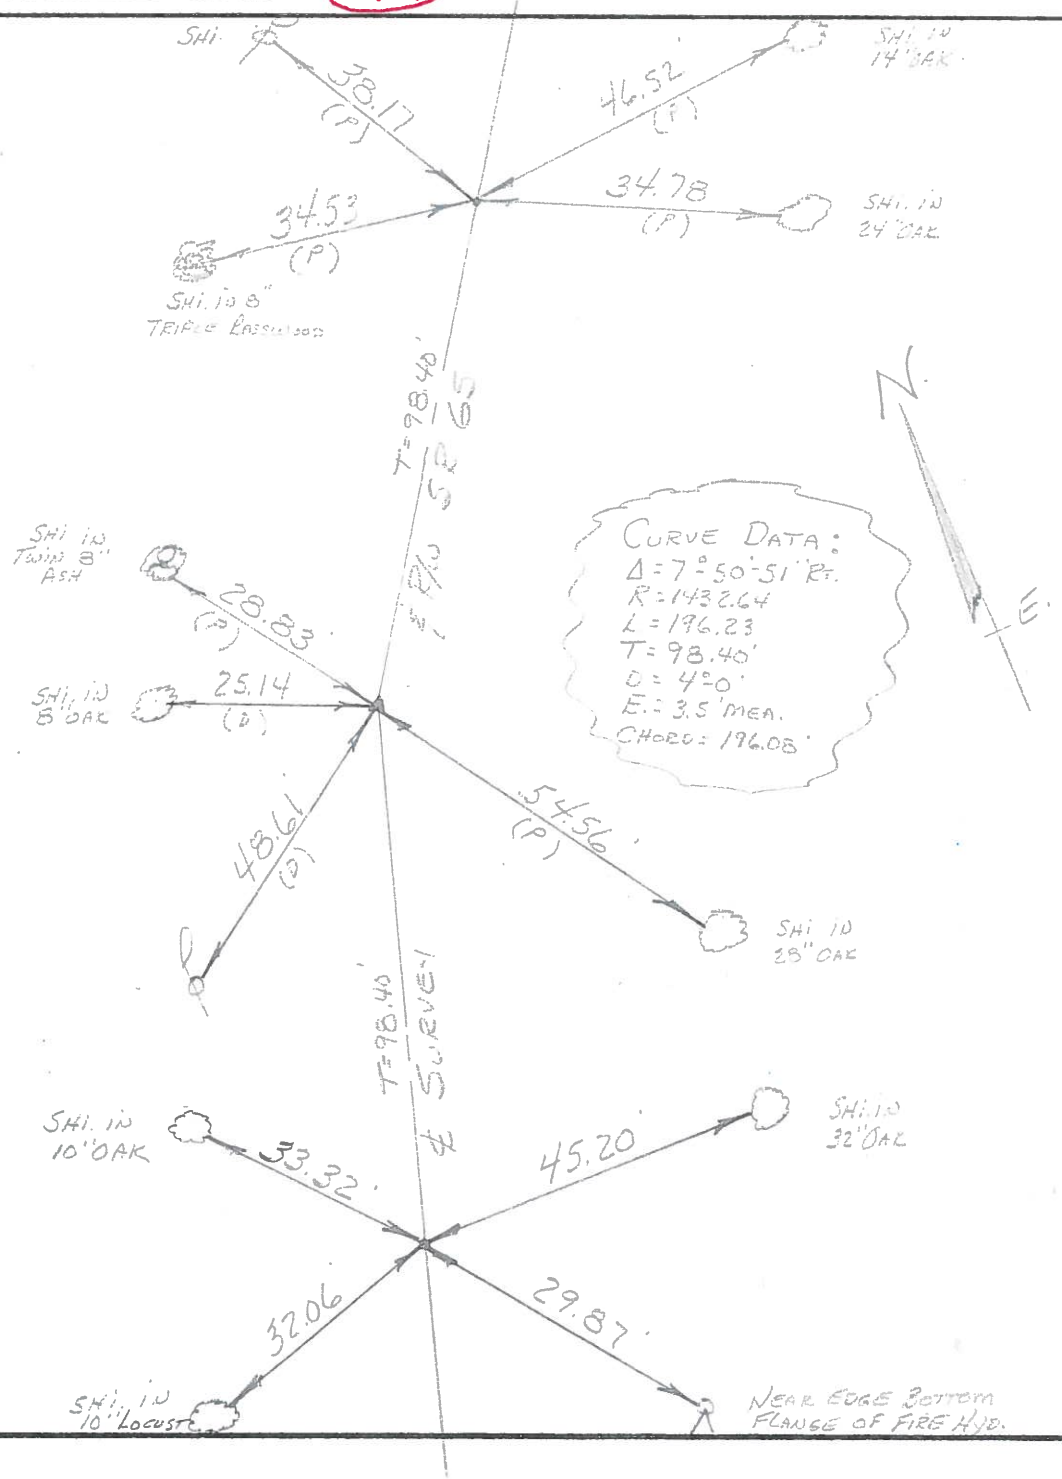 SHi.
38.17
(P)
46.52
(P)
SHi. iN
14" OAK
34.53
(P)
34.78
(P)
SHi. iN
24" OAK
SHi. iN 8"
TRIPLE BASSWOOD
T=98.40'
R/W SR 65
N.
E.
SHi iN
TWiN 8"
ASH
28.83'
(P)
SHi. iN
8" OAK
25.14
(D)
CURVE DATA:
Δ=7°50'51" RT.
R=1432.64
L=196.23
T=98.40'
D=4°0'
E.=3.5' MEA.
CHORD=196.08'
48.61
(D)
54.56'
(P)
SHi iN
28" OAK
T=98.40'
SHi. iN
10" OAK
33.32'
45.20
SHi. iN
32" OAK
32.06
29.87'
SHi. iN
10" LOCUST
NEAR EDGE BOTTOM
FLANGE OF FIRE HYD.